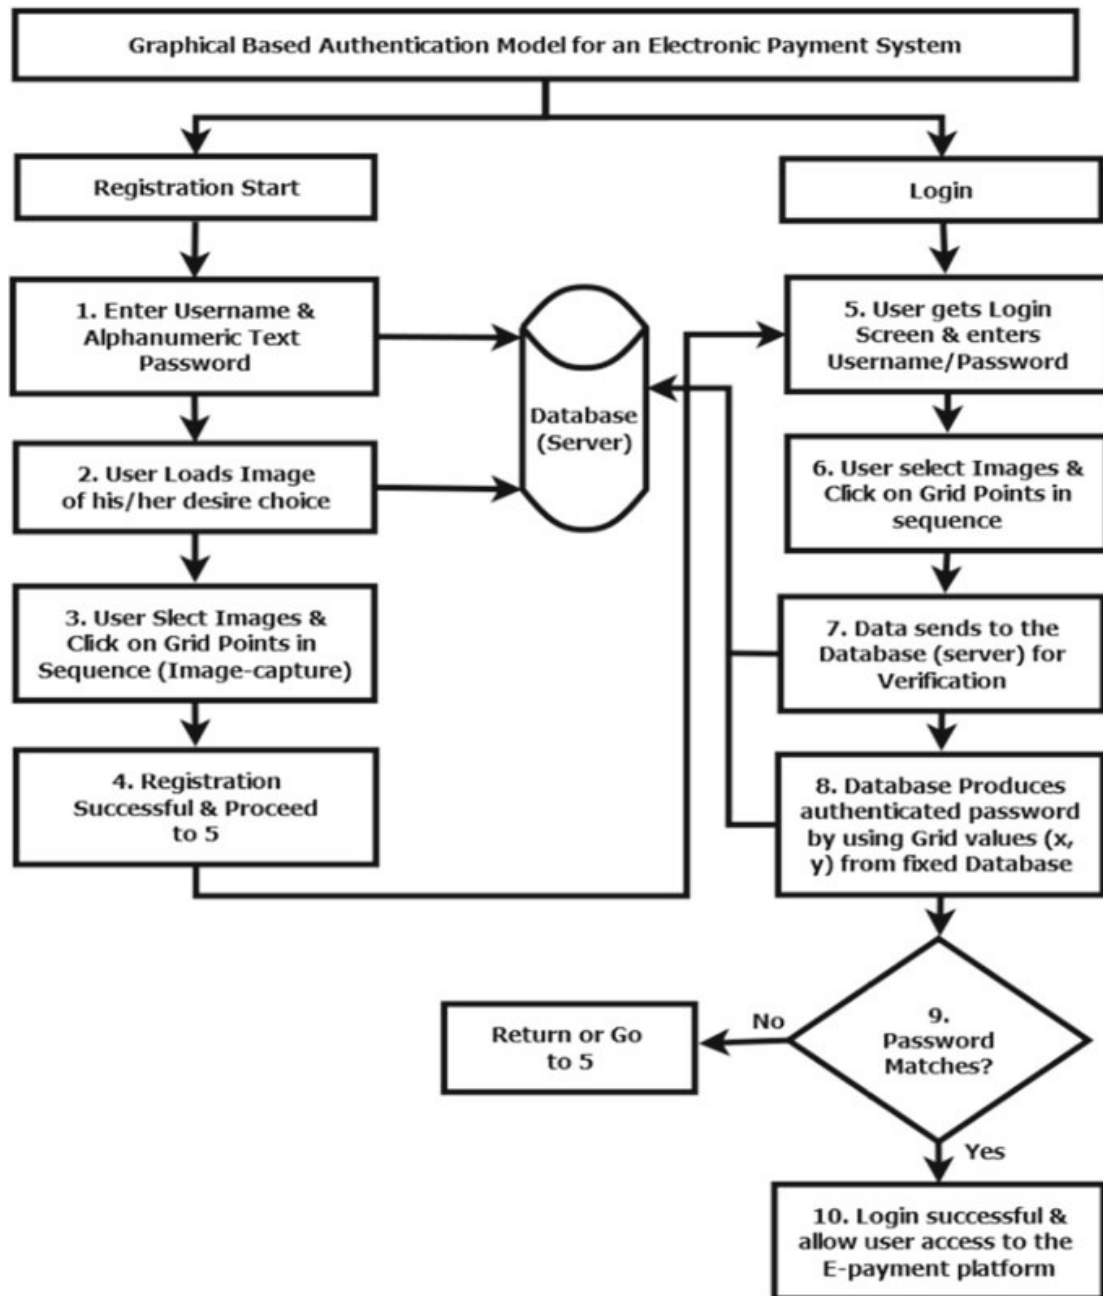 Graphical Based Authentication Model for an Electronic Payment System
Registration Start
Login
1. Enter Username &
Alphanumeric Text
Password
5. User gets Login
Screen & enters
Username/Password
Database
(Server)
2. User Loads Image
of his/her desire choice
6. User select Images &
Click on Grid Points in
sequence
3. User Slect Images &
Click on Grid Points in
Sequence (Image-capture)
7. Data sends to the
Database (server) for
Verification
4. Registration
Successful & Proceed
to 5
8. Database Produces
authenticated password
by using Grid values (x,
y) from fixed Database
Return or Go
to 5
No
9.
Password
Matches?
Yes
10. Login successful &
allow user access to the
E-payment platform